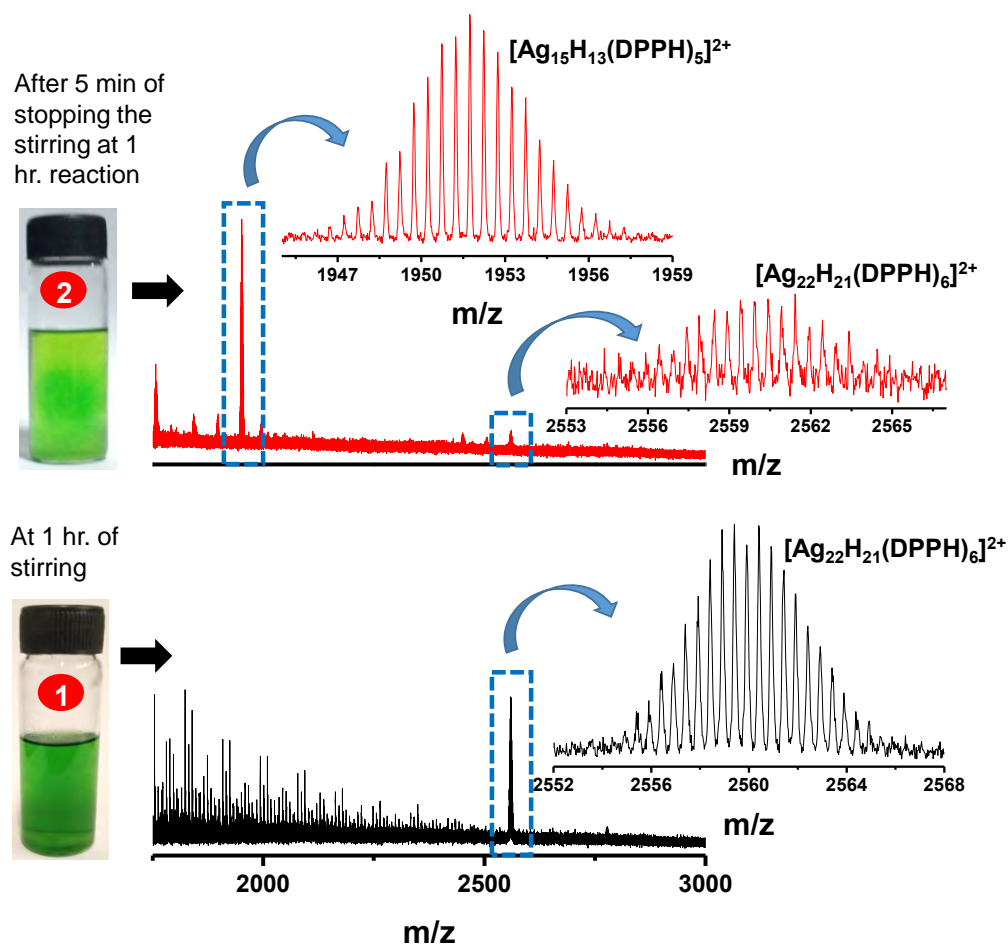 After 5 min of
stopping the
stirring at 1
hr. reaction
2
[Ag₁₅H₁₃(DPPH)₅]²⁺
1947 1950 1953 1956 1959
m/z
[Ag₂₂H₂₁(DPPH)₆]²⁺
2553 2556 2559 2562 2565
m/z
At 1 hr. of
stirring
1
[Ag₂₂H₂₁(DPPH)₆]²⁺
2552 2556 2560 2564 2568
m/z
2000 2500 3000
m/z